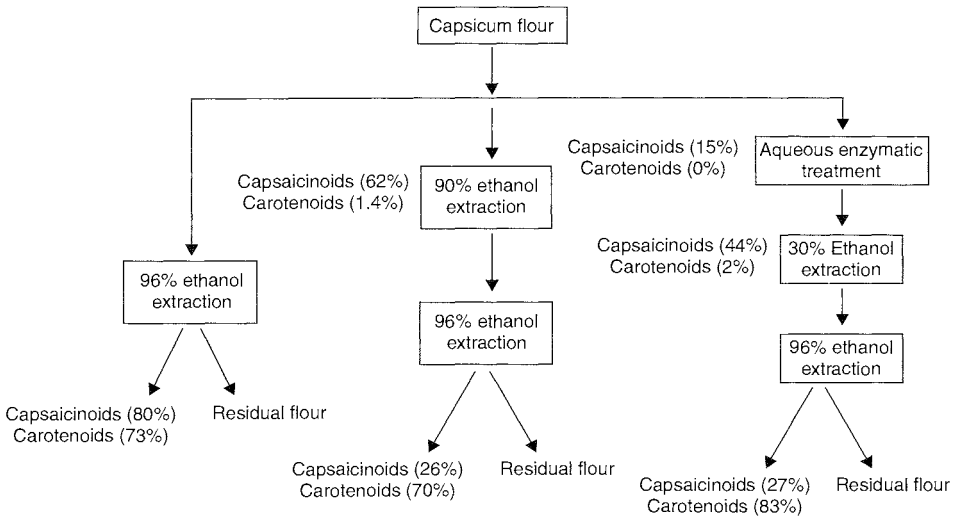 Capsicum flour
Capsaicinoids (15%)
Carotenoids (0%)
Aqueous enzymatic
treatment
Capsaicinoids (62%)
Carotenoids (1.4%)
90% ethanol
extraction
Capsaicinoids (44%)
Carotenoids (2%)
30% Ethanol
extraction
96% ethanol
extraction
96% ethanol
extraction
96% ethanol
extraction
Capsaicinoids (80%)
Carotenoids (73%)
Residual flour
Capsaicinoids (26%)
Carotenoids (70%)
Residual flour
Capsaicinoids (27%)
Carotenoids (83%)
Residual flour